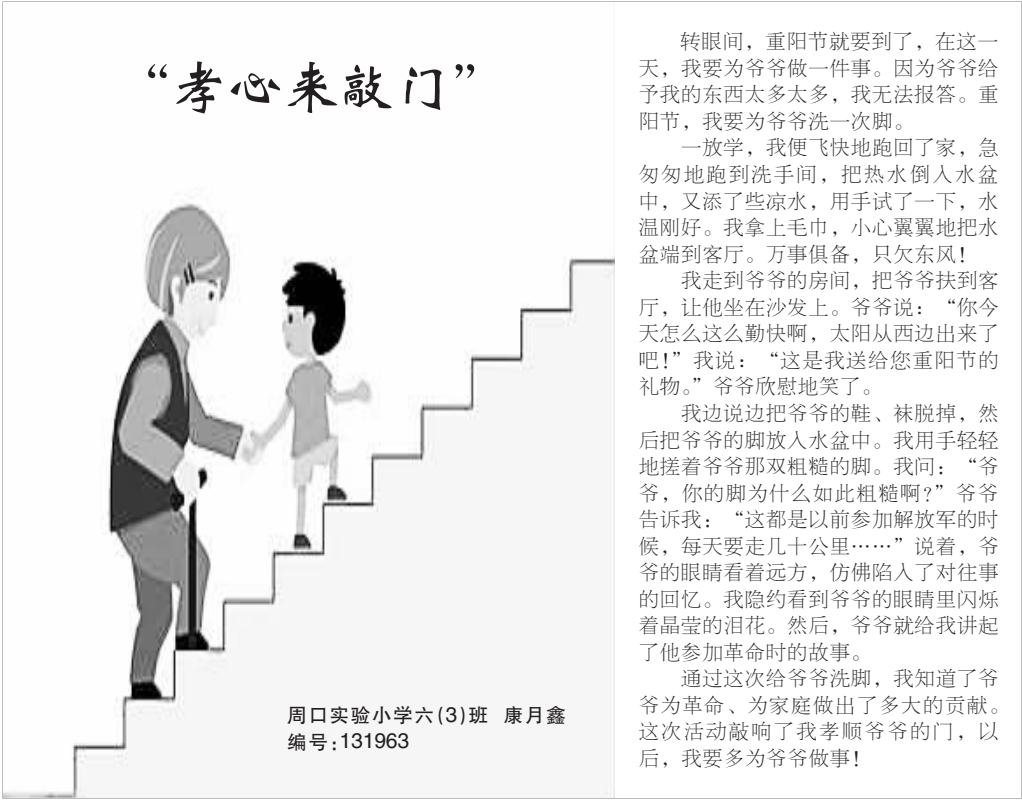 “孝心来敲门”
周口实验小学六(3)班 康月鑫
编号:131963
转眼间，重阳节就要到了，在这一
天，我要为爷爷做一件事。因为爷爷给
予我的东西太多太多，我无法报答。重
阳节，我要为爷爷洗一次脚。
一放学，我便飞快地跑回了家，急
匆匆地跑到洗手间，把热水倒入水盆
中，又添了些凉水，用手试了一下，水
温刚好。我拿上毛巾，小心翼翼地把水
盆端到客厅。万事俱备，只欠东风！
我走到爷爷的房间，把爷爷扶到客
厅，让他坐在沙发上。爷爷说：“你今
天怎么这么勤快啊，太阳从西边出来了
吧！”我说：“这是我送给您重阳节的
礼物。”爷爷欣慰地笑了。
我边说边把爷爷的鞋、袜脱掉，然
后把爷爷的脚放入水盆中。我用手轻轻
地搓着爷爷那双粗糙的脚。我问：“爷
爷，你的脚为什么如此粗糙啊？”爷爷
告诉我：“这都是以前参加解放军的时
候，每天要走几十公里……”说着，爷
爷的眼睛看着远方，仿佛陷入了对往事
的回忆。我隐约看到爷爷的眼睛里闪烁
着晶莹的泪花。然后，爷爷就给我讲起
了他参加革命时的故事。
通过这次给爷爷洗脚，我知道了爷
爷为革命、为家庭做出了多大的贡献。
这次活动敲响了我孝顺爷爷的门，以
后，我要多为爷爷做事！